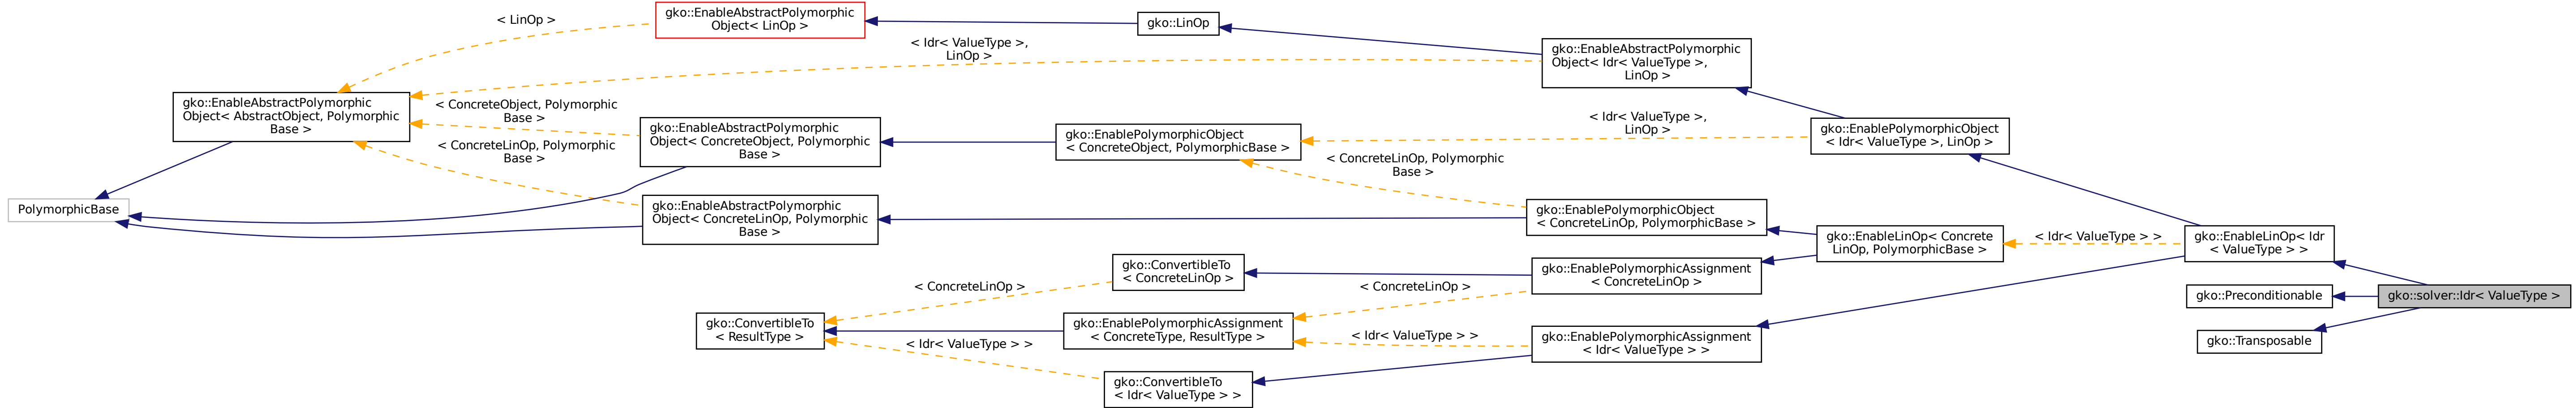 gko::EnableAbstractPolymorphic
Object< LinOp >
< LinOp >
gko::LinOp
< Idr< ValueType >,
LinOp >
gko::EnableAbstractPolymorphic
Object< Idr< ValueType >,
LinOp >
gko::EnableAbstractPolymorphic
Object< AbstractObject, Polymorphic
Base >
< ConcreteObject, Polymorphic
Base >
gko::EnableAbstractPolymorphic
Object< ConcreteObject, Polymorphic
Base >
gko::EnablePolymorphicObject
< ConcreteObject, PolymorphicBase >
< Idr< ValueType >,
LinOp >
gko::EnablePolymorphicObject
< Idr< ValueType >, LinOp >
< ConcreteLinOp, Polymorphic
Base >
< ConcreteLinOp, Polymorphic
Base >
PolymorphicBase
gko::EnableAbstractPolymorphic
Object< ConcreteLinOp, Polymorphic
Base >
gko::EnablePolymorphicObject
< ConcreteLinOp, PolymorphicBase >
gko::EnableLinOp< Concrete
LinOp, PolymorphicBase >
< Idr< ValueType > >
gko::EnableLinOp< Idr
< ValueType > >
gko::ConvertibleTo
< ConcreteLinOp >
gko::EnablePolymorphicAssignment
< ConcreteLinOp >
< ConcreteLinOp >
< ConcreteLinOp >
gko::Preconditionable
gko::solver::Idr< ValueType >
gko::ConvertibleTo
< ResultType >
gko::EnablePolymorphicAssignment
< ConcreteType, ResultType >
< Idr< ValueType > >
gko::EnablePolymorphicAssignment
< Idr< ValueType > >
gko::Transposable
< Idr< ValueType > >
gko::ConvertibleTo
< Idr< ValueType > >